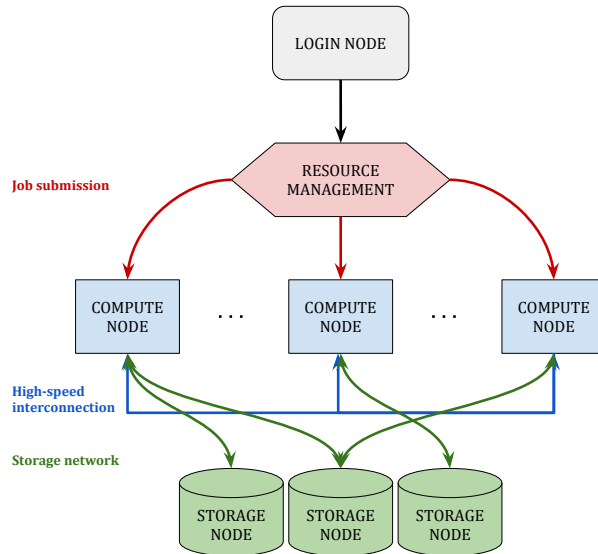 LOGIN NODE
RESOURCE
MANAGEMENT
Job submission
COMPUTE
NODE
. . .
COMPUTE
NODE
. . .
COMPUTE
NODE
High-speed
interconnection
Storage network
STORAGE
NODE
STORAGE
NODE
STORAGE
NODE